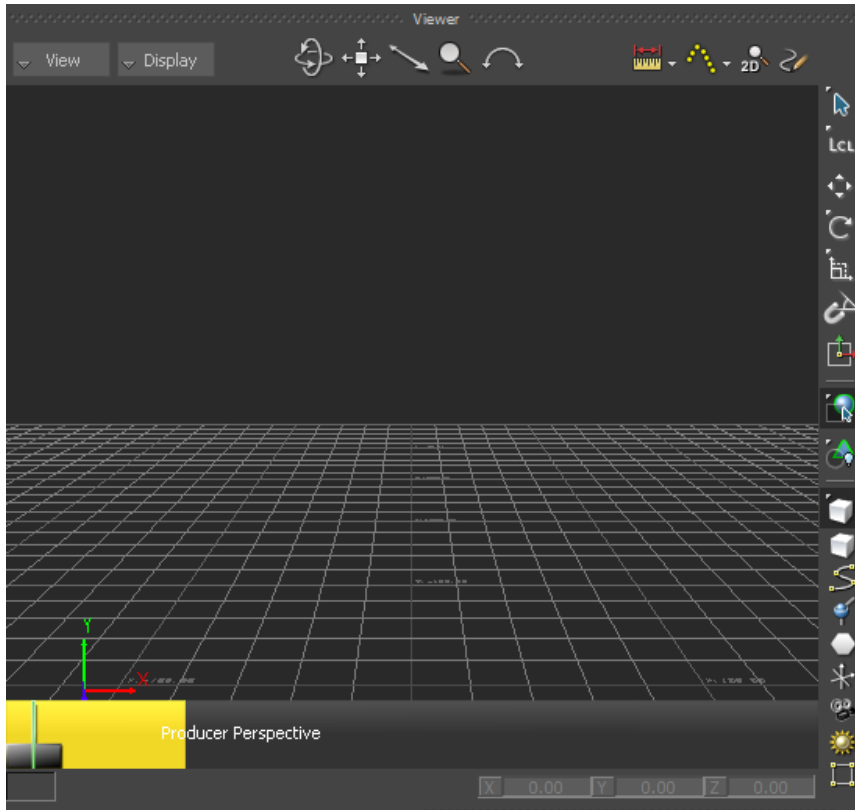 Viewer
View
Display
2D
LCL
Y
X
Producer Perspective
X 0.00 Y 0.00 Z 0.00